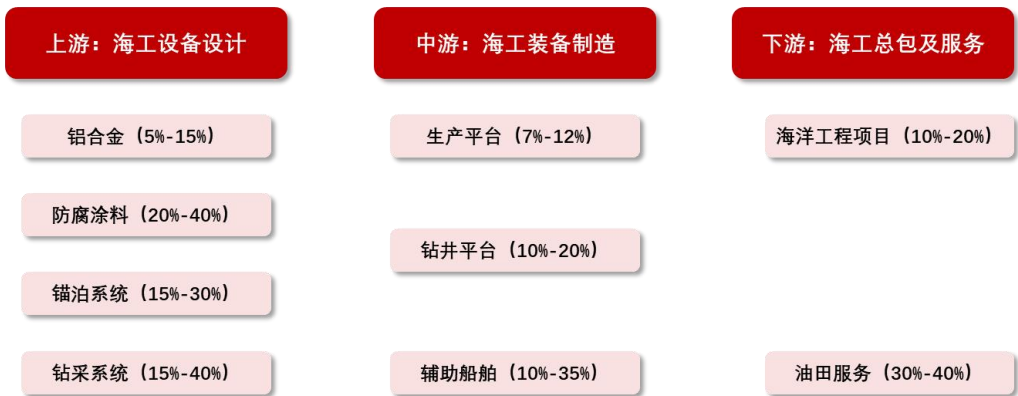 上游：海工设备设计
中游：海工装备制造
下游：海工总包及服务
铝合金（5%-15%）
生产平台（7%-12%）
海洋工程项目（10%-20%）
防腐涂料（20%-40%）
钻井平台（10%-20%）
锚泊系统（15%-30%）
钻采系统（15%-40%）
辅助船舶（10%-35%）
油田服务（30%-40%）